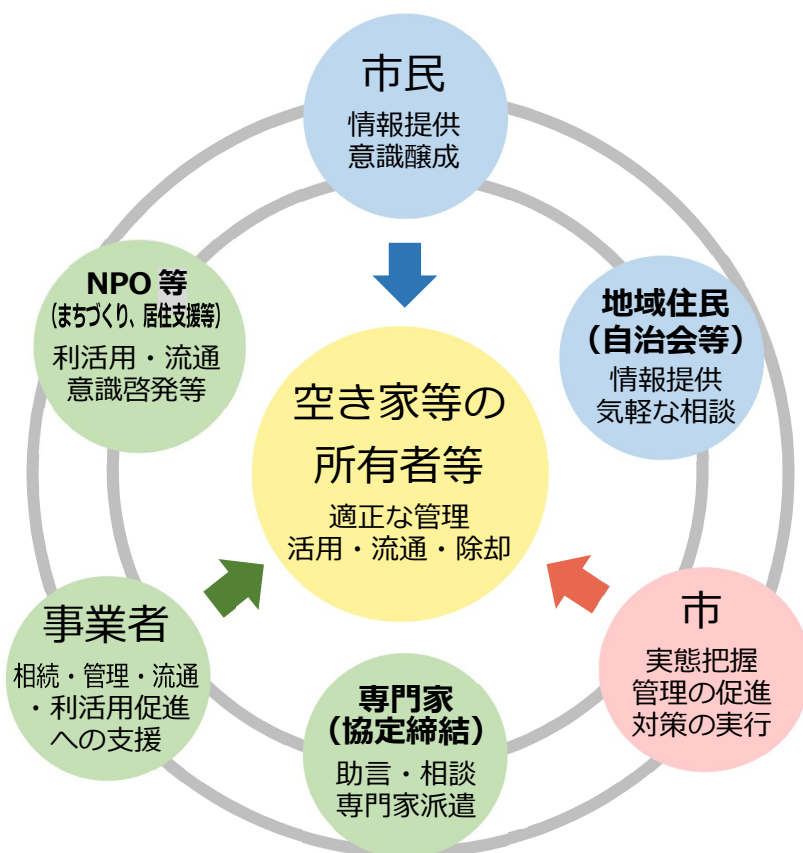 市民
情報提供
意識醸成
NPO 等
(まちづくり、居住支援等)
利活用・流通
意識啓発等
地域住民
(自治会等)
情報提供
気軽な相談
空き家等の
所有者等
適正な管理
活用・流通・除却
事業者
相続・管理・流通
・利活用促進
への支援
専門家
(協定締結)
助言・相談
専門家派遣
市
実態把握
管理の促進
対策の実行